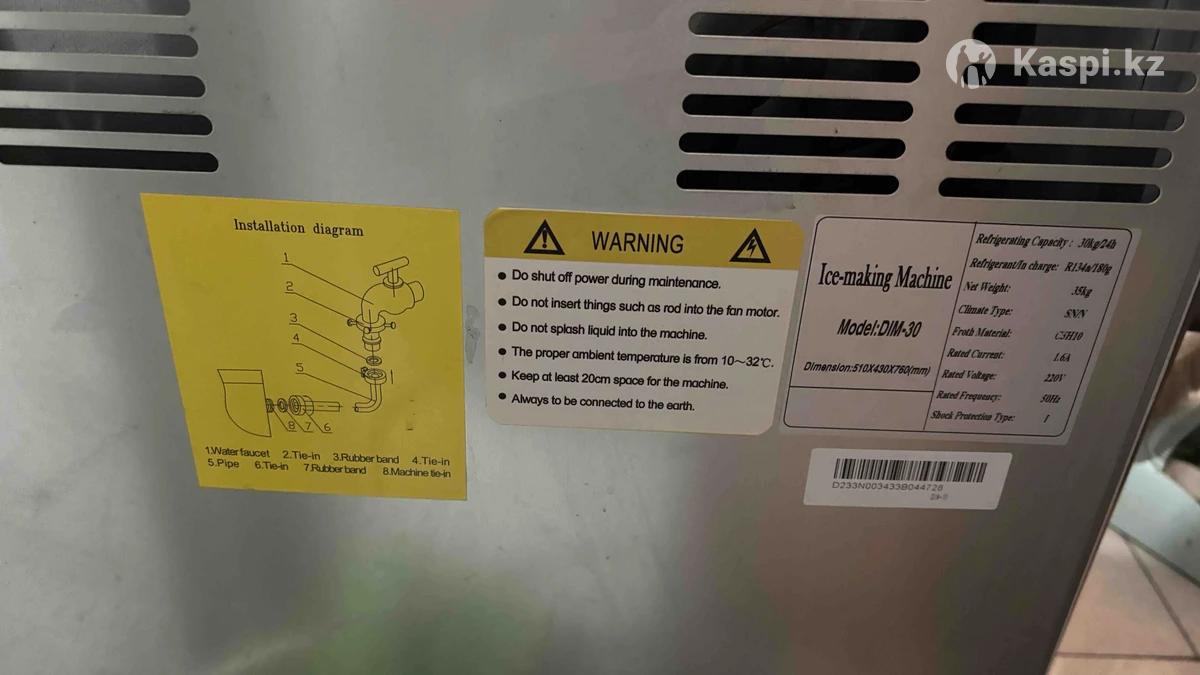 Kaspi.kz
Installation diagram
1
2
3
4
5
8 7 6
1.Water faucet 2.Tie-in 3.Rubber band 4.Tie-in
5.Pipe 6.Tie-in 7.Rubber band 8.Machine tie-in
WARNING
Do shut off power during maintenance.
Do not insert things such as rod into the fan motor.
Do not splash liquid into the machine.
The proper ambient temperature is from 10～32℃.
Keep at least 20cm space for the machine.
Always to be connected to the earth.
Ice-making Machine
Model:DIM-30
Dimension:510X430X760(mm)
Refrigerating Capacity: 30kg/24h
Refrigerant/In charge: R134a/180g
Net Weight: 35kg
Climate Type: SN/N
Froth Material: C5H10
Rated Current: 1.6A
Rated Voltage: 220V
Rated Frequency: 50Hz
Shock Protection Type: I
D233N003433B044728